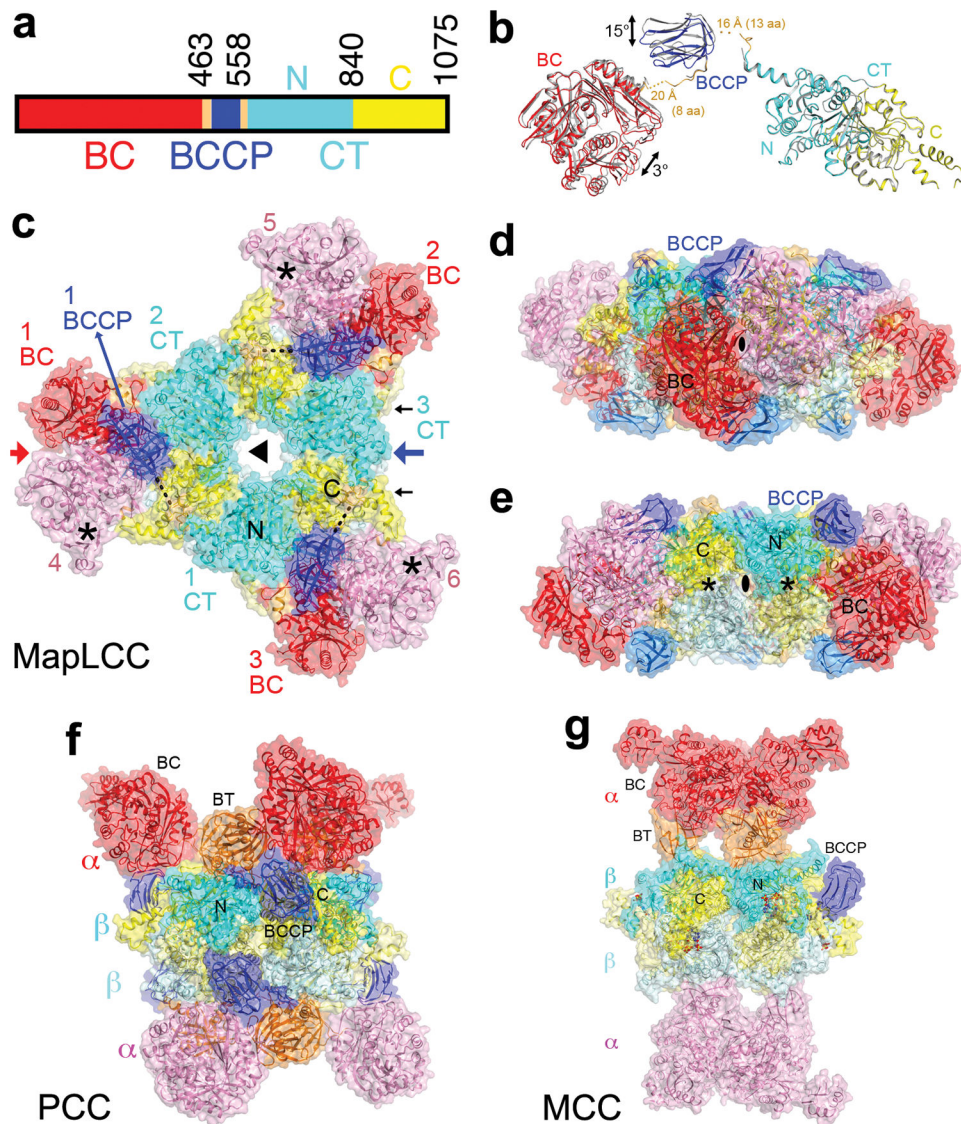 a
463
558
N
840
C
1075
BC
BCCP
CT
b
15°
16 Å (13 aa)
BC
BCCP
CT
20 Å
(8 aa)
C
N
3°
c
5
2
BC
1
BCCP
2
CT
1
BC
3
CT
C
N
4
6
1
CT
3
BC
MapLCC
d
BCCP
BC
e
BCCP
C
N
BC
f
BC
BT
α
N
C
β
BCCP
β
α
PCC
g
BC
α
BT
BCCP
β
N
C
β
α
MCC